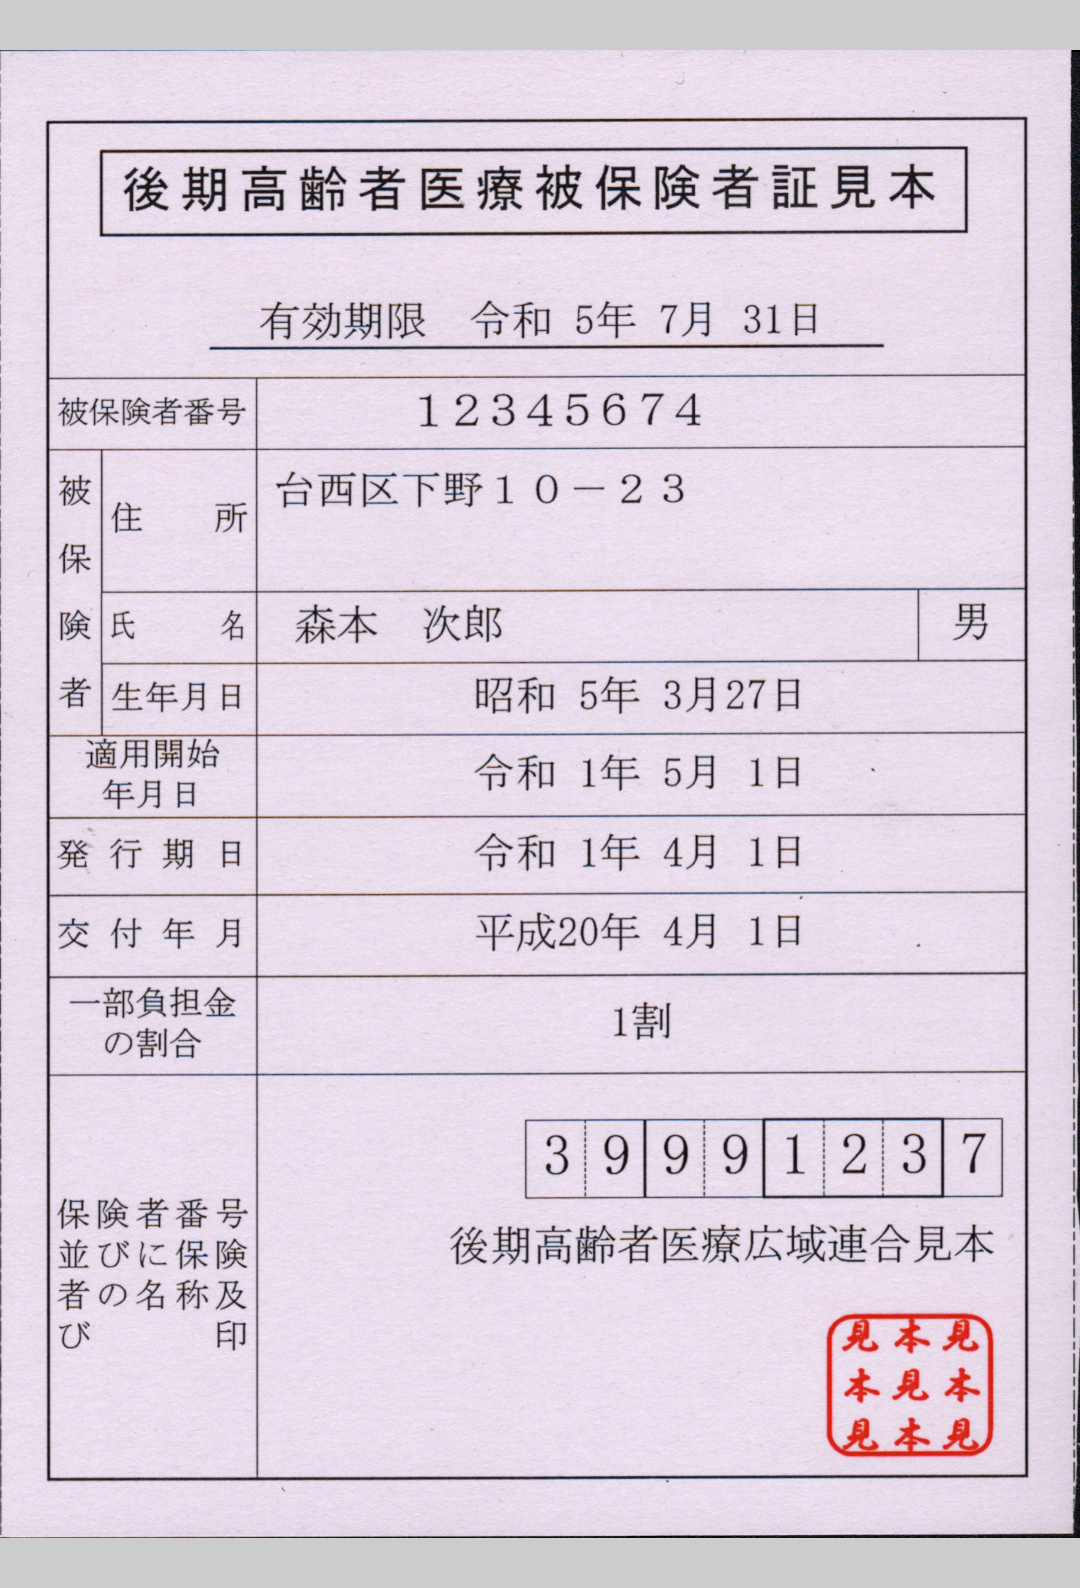 後期高齢者医療被保険者証見本
有効期限 令和 5年 7月 31日
被保険者番号 12345674
被保険者
住所 台西区下野10-23
氏名 森本 次郎 男
生年月日 昭和 5年 3月27日
適用開始
年月日 令和 1年 5月 1日
発行期日 令和 1年 4月 1日
交付年月 平成20年 4月 1日
一部負担金
の割合 1割
保険者番号
並びに保険
者の名称及
び印
39991237
後期高齢者医療広域連合見本
見本見
本見本
見本見